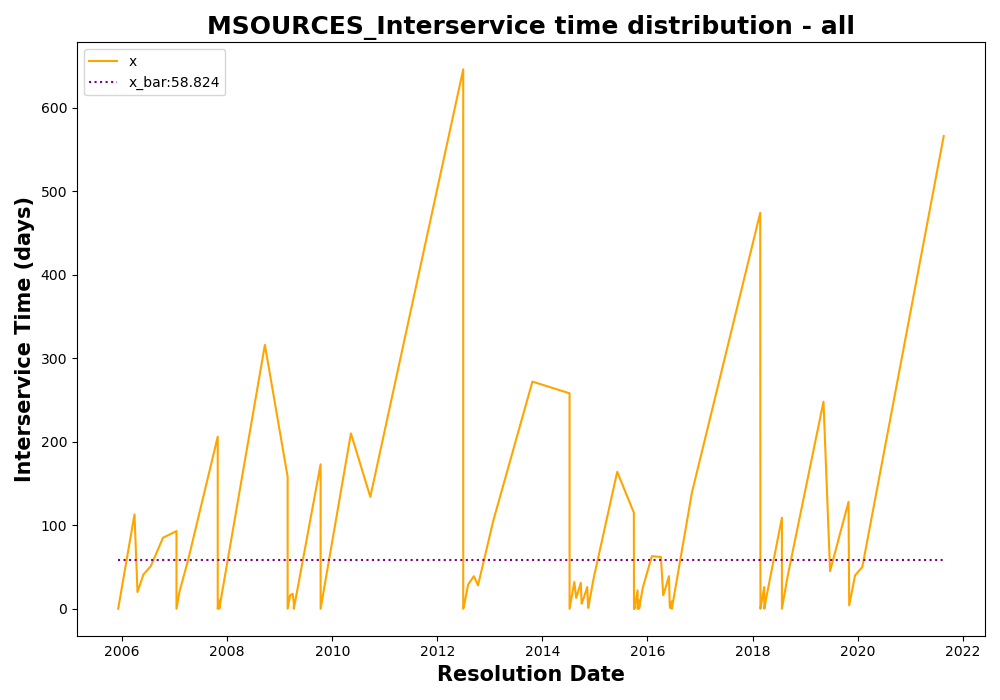 MSOURCES_Interservice time distribution - all
x
x_bar:58.824
Interservice Time (days)
600
500
400
300
200
100
0
2006 2008 2010 2012 2014 2016 2018 2020 2022
Resolution Date